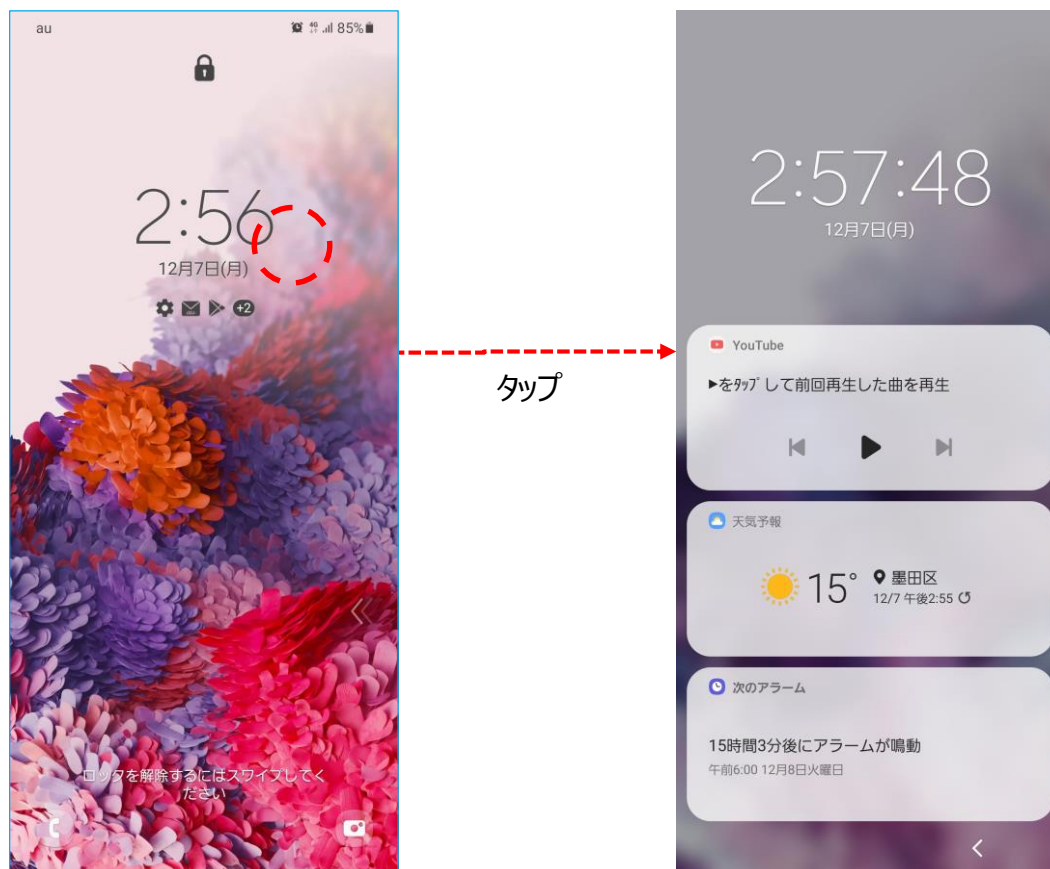 au
4G
85%
2:56
12月7日(月)
+2
ロックを解除するにはスワイプしてく
ださい
タップ
2:57:48
12月7日(月)
YouTube
▶をﾀｯﾌﾟして前回再生した曲を再生
天気予報
15°
墨田区
12/7 午後2:55
次のアラーム
15時間3分後にアラームが鳴動
午前6:00 12月8日火曜日